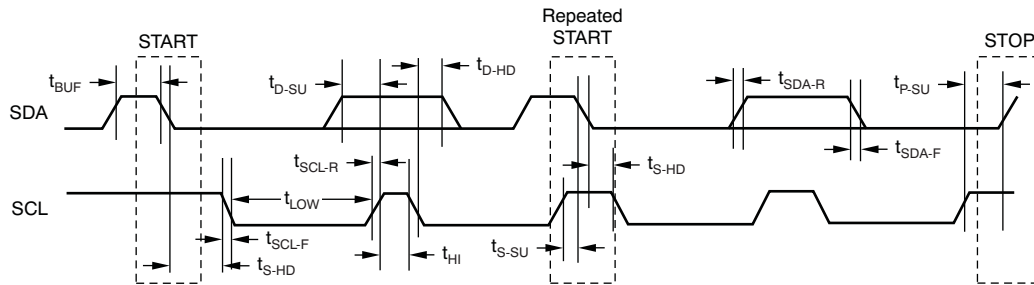 Repeated
START
START
STOP
tBUF
tD-SU
tD-HD
tSDA-R
tP-SU
SDA
tSDA-F
tSCL-R
tS-HD
SCL
tLOW
tSCL-F
tS-HD
tHI
tS-SU